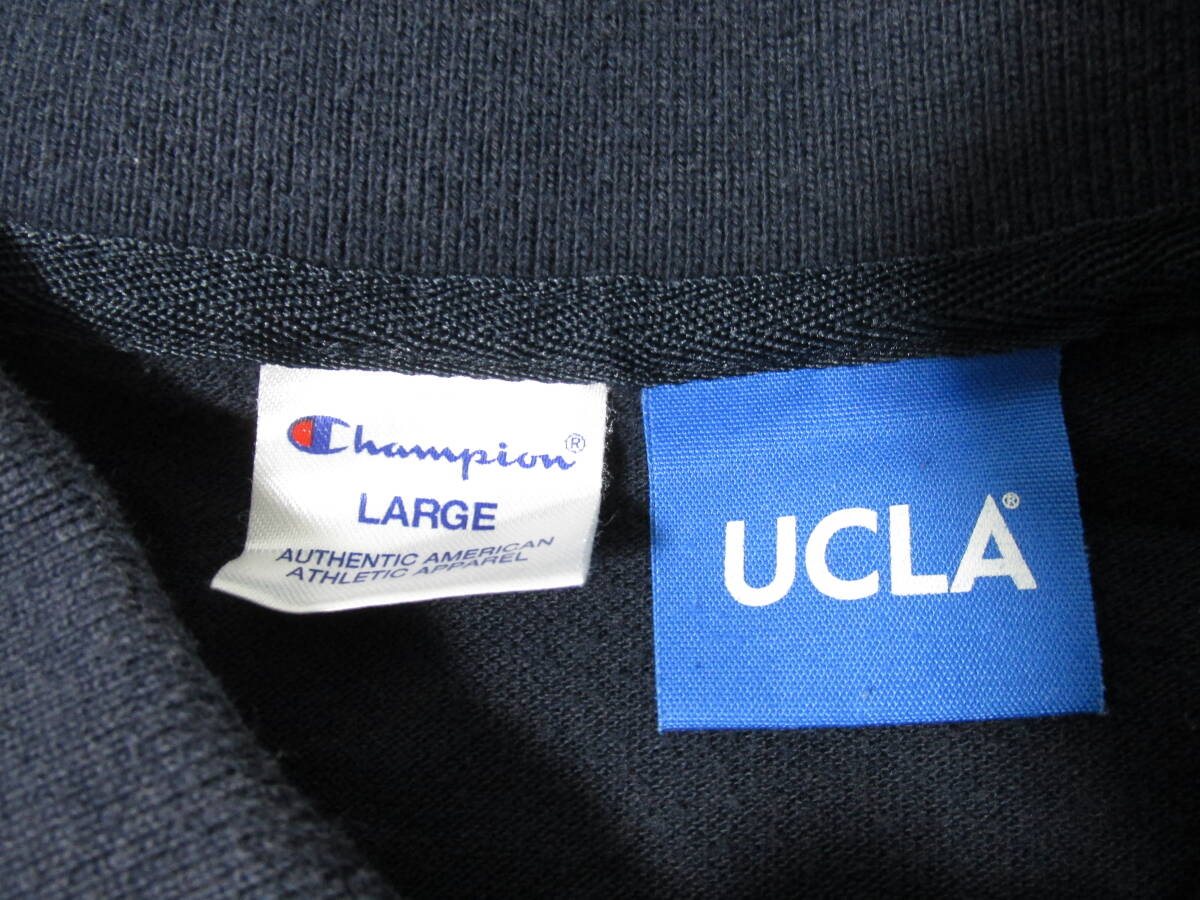 Champion®
LARGE
AUTHENTIC AMERICAN
ATHLETIC APPAREL
UCLA®